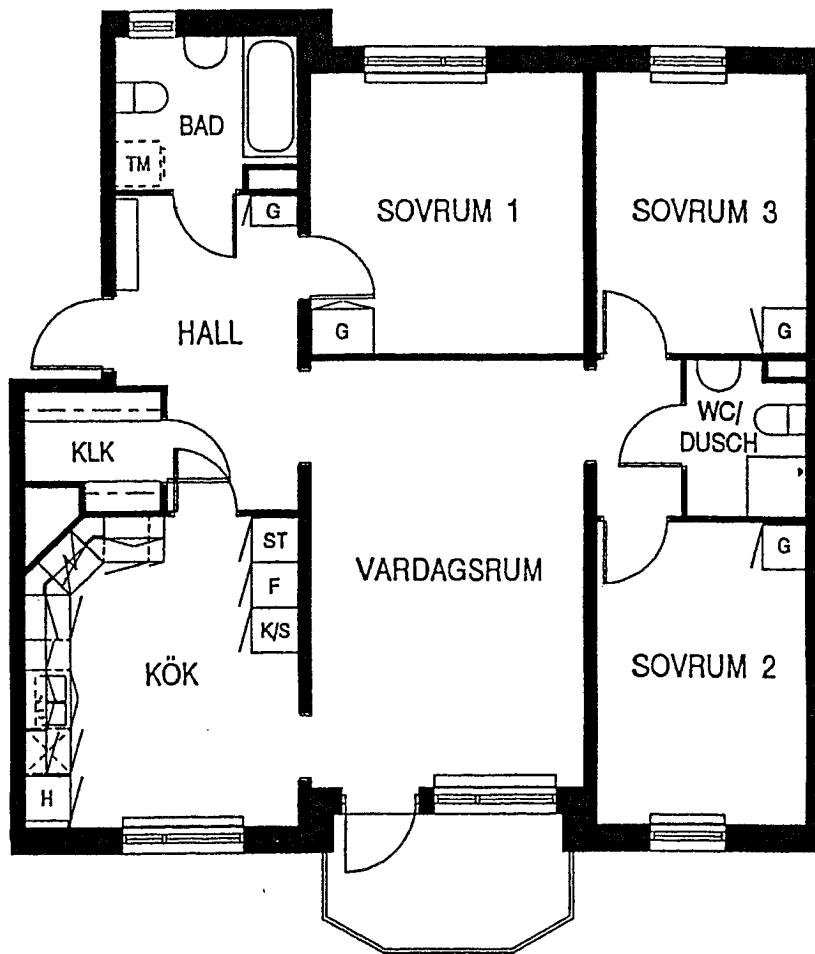 BAD
TM
G
SOVRUM 1
SOVRUM 3
HALL
G
G
KLK
WC/
DUSCH
ST
F
K/S
VARDAGSRUM
G
KÖK
SOVRUM 2
H